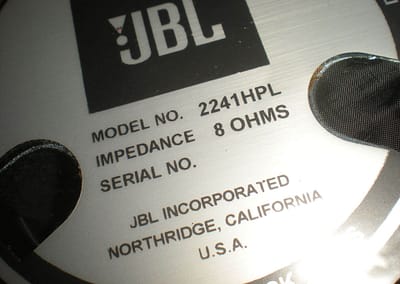 JBL
MODEL NO. 2241HPL
IMPEDANCE 8 OHMS
SERIAL NO.
JBL INCORPORATED
NORTHRIDGE, CALIFORNIA
U.S.A.